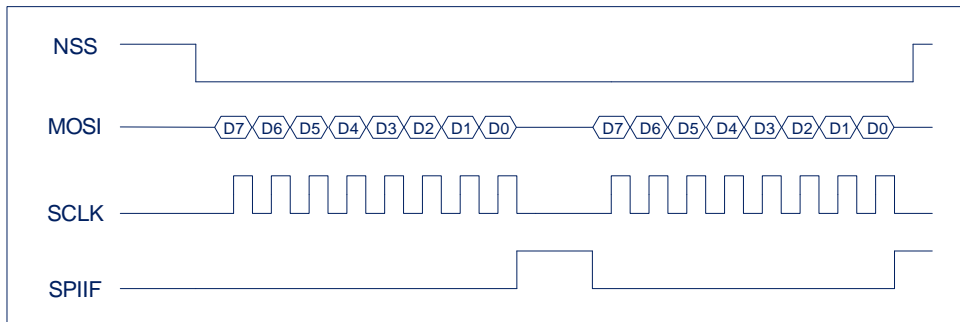 NSS
MOSI D7 D6 D5 D4 D3 D2 D1 D0 D7 D6 D5 D4 D3 D2 D1 D0
SCLK
SPIIF